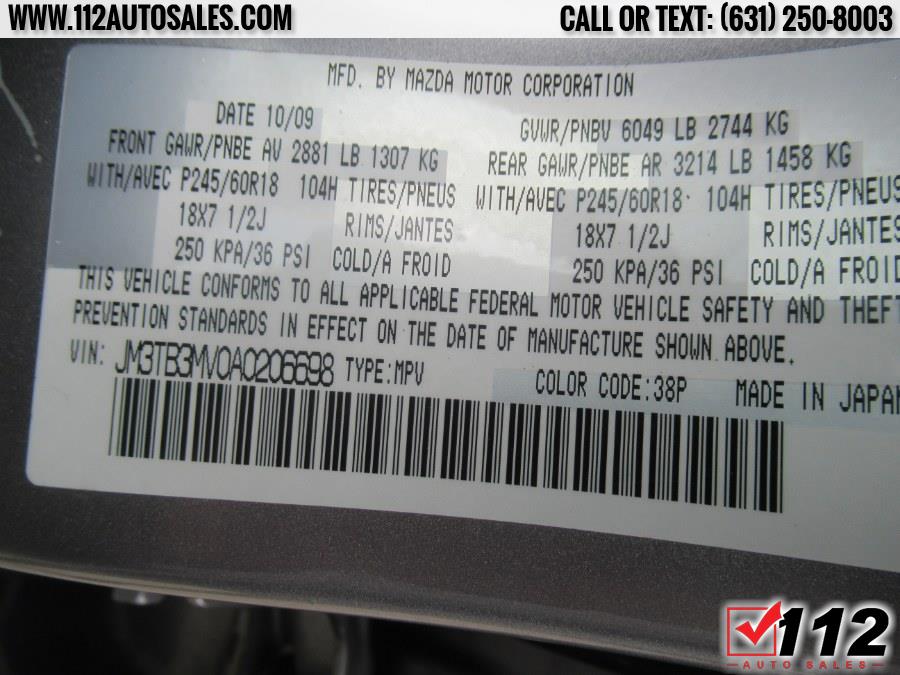 WWW.112AUTOSALES.COM CALL OR TEXT: (631) 250-8003
MFD. BY MAZDA MOTOR CORPORATION
DATE 10/09 GVWR/PNBV 6049 LB 2744 KG
FRONT GAWR/PNBE AV 2881 LB 1307 KG REAR GAWR/PNBE AR 3214 LB 1458 KG
WITH/AVEC P245/60R18 104H TIRES/PNEUS WITH/AVEC P245/60R18 104H TIRES/PNEUS
18X7 1/2J RIMS/JANTES 18X7 1/2J RIMS/JANTES
250 KPA/36 PSI COLD/A FROID 250 KPA/36 PSI COLD/A FROID
THIS VEHICLE CONFORMS TO ALL APPLICABLE FEDERAL MOTOR VEHICLE SAFETY AND THEFT
PREVENTION STANDARDS IN EFFECT ON THE DATE OF MANUFACTURE SHOWN ABOVE.
VIN: JM3TB3MV0A0206698 TYPE:MPV COLOR CODE:38P MADE IN JAPAN
112
AUTO SALES